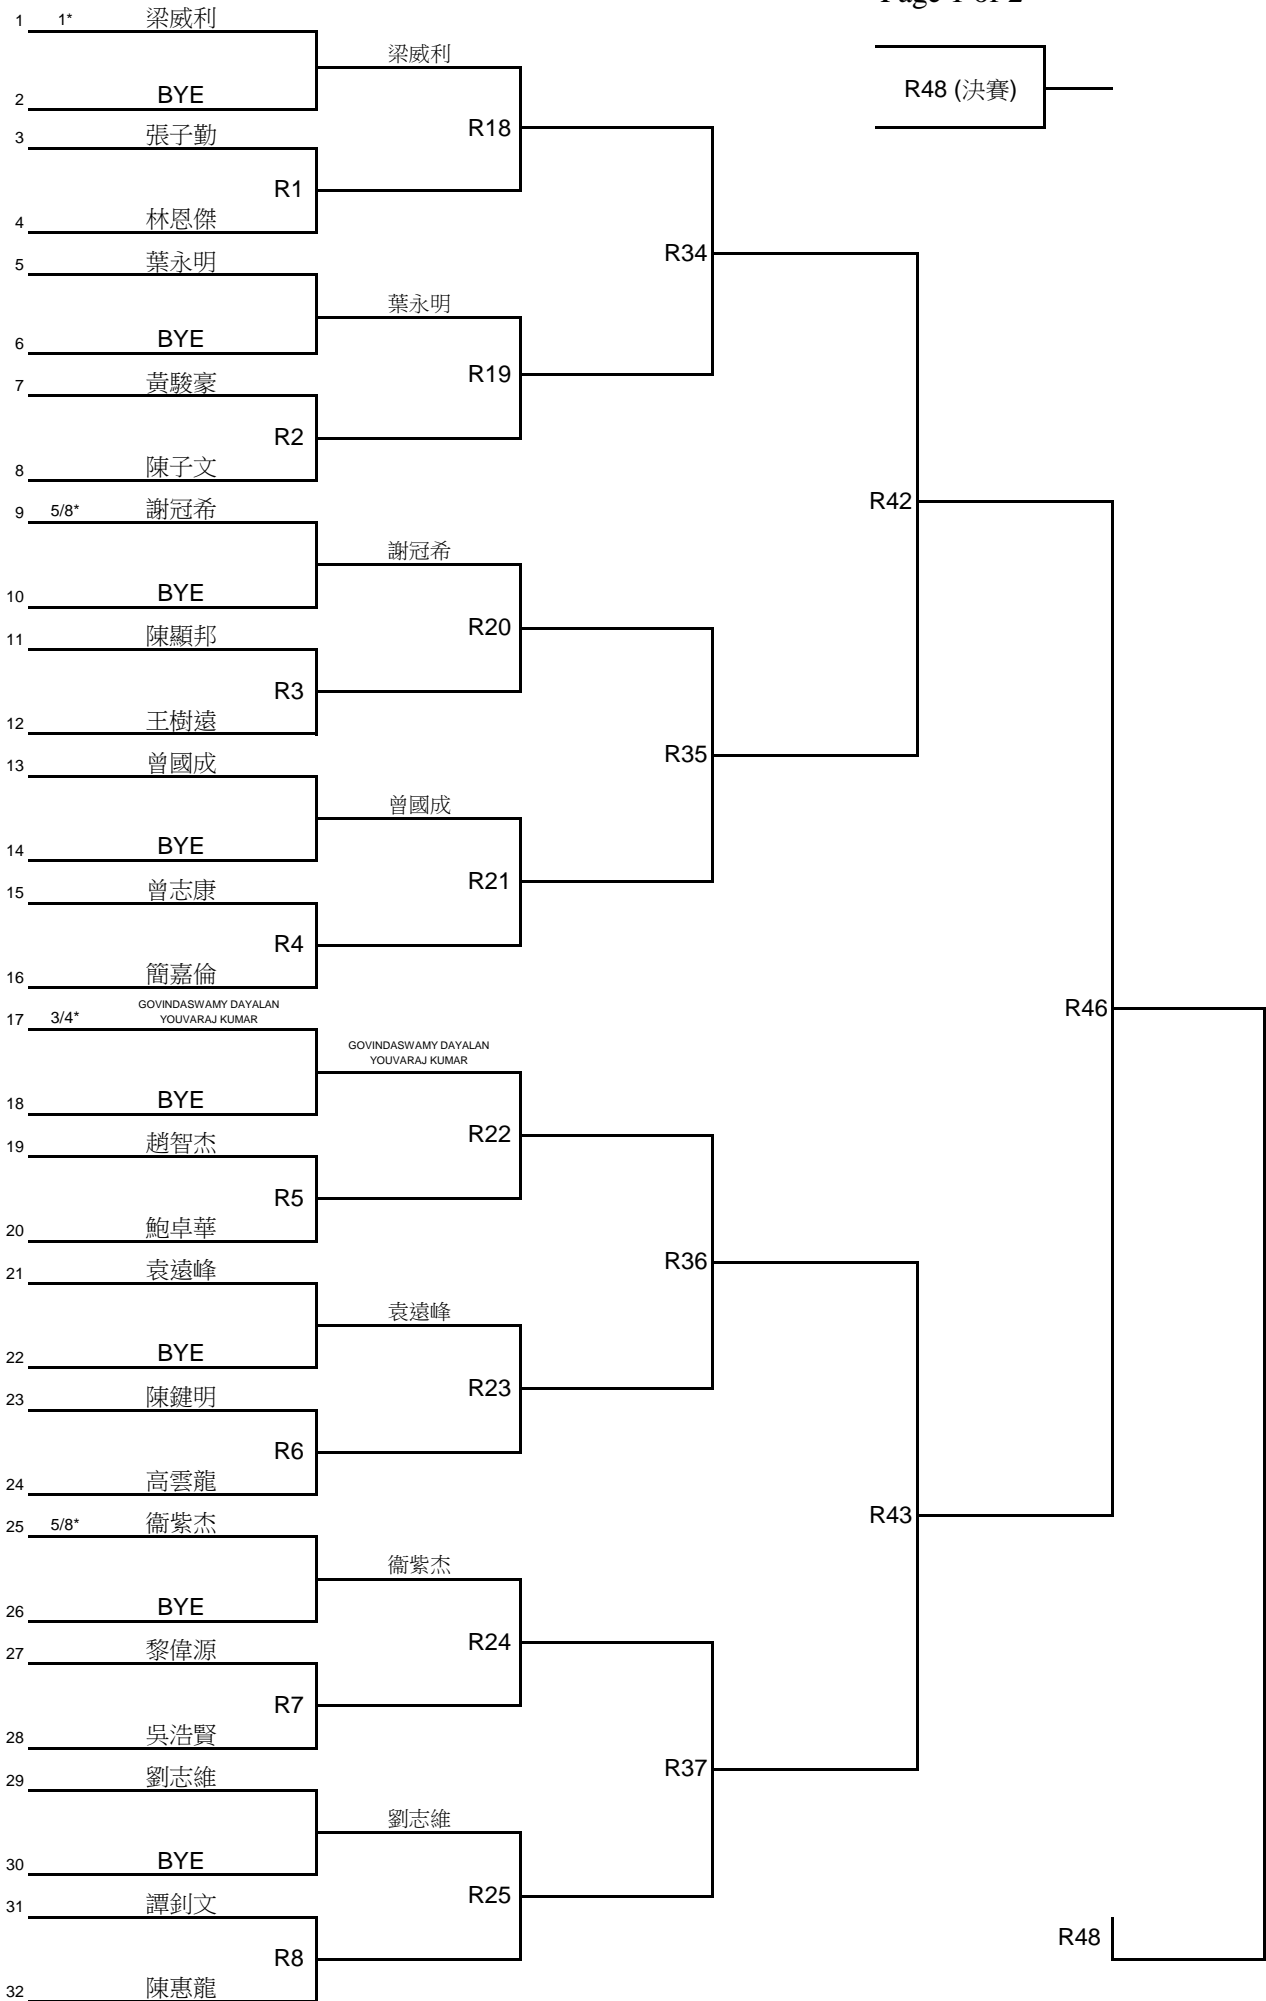 Page 1 of 2
1 1* 梁威利
梁威利
2 BYE
R48 (決賽)
3 張子勤
R18
R1
4 林恩傑
5 葉永明
R34
葉永明
6 BYE
7 黃駿豪
R19
R2
8 陳子文
9 5/8* 謝冠希
R42
謝冠希
10 BYE
11 陳顯邦
R20
R3
12 王樹遠
13 曾國成
R35
曾國成
14 BYE
15 曾志康
R21
R4
16 簡嘉倫
17 3/4* GOVINDASWAMY DAYALAN
YOUVARAJ KUMAR
R46
GOVINDASWAMY DAYALAN
YOUVARAJ KUMAR
18 BYE
19 趙智杰
R22
R5
20 鮑卓華
21 袁遠峰
R36
袁遠峰
22 BYE
23 陳鍵明
R23
R6
24 高雲龍
25 5/8* 衞紫杰
R43
衞紫杰
26 BYE
27 黎偉源
R24
R7
28 吳浩賢
29 劉志維
R37
劉志維
30 BYE
31 譚釗文
R25
R8
R48
32 陳惠龍